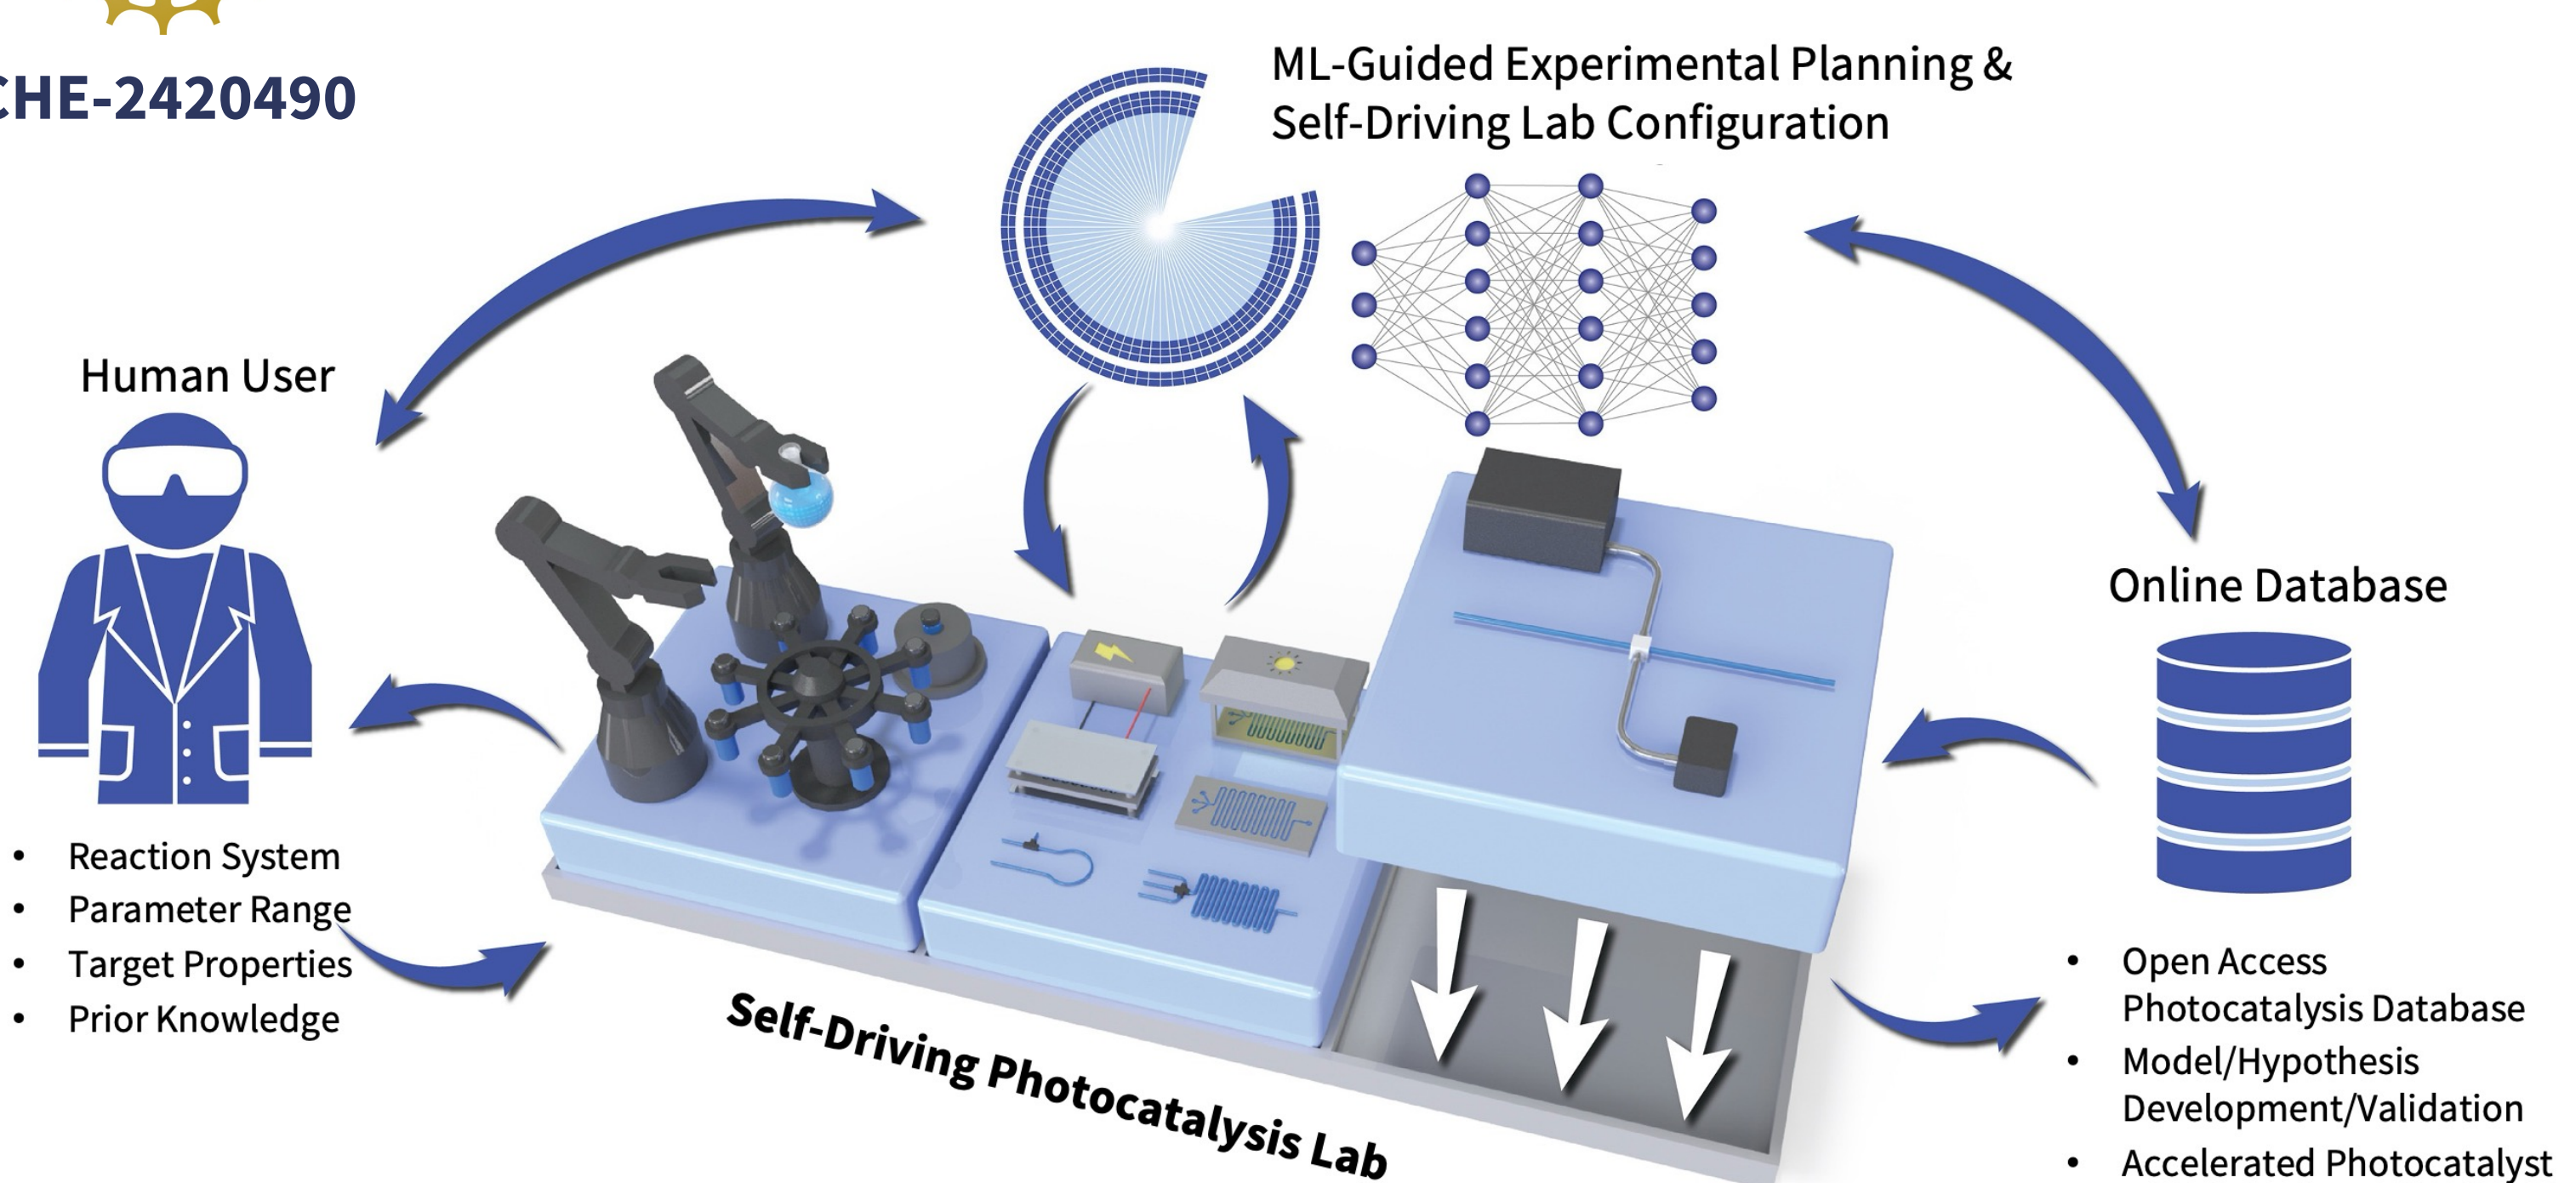 CHE-2420490
ML-Guided Experimental Planning &
Self-Driving Lab Configuration
Human User
• Reaction System
• Parameter Range
• Target Properties
• Prior Knowledge
Self-Driving Photocatalysis Lab
Online Database
• Open Access
Photocatalysis Database
• Model/Hypothesis
Development/Validation
• Accelerated Photocatalyst